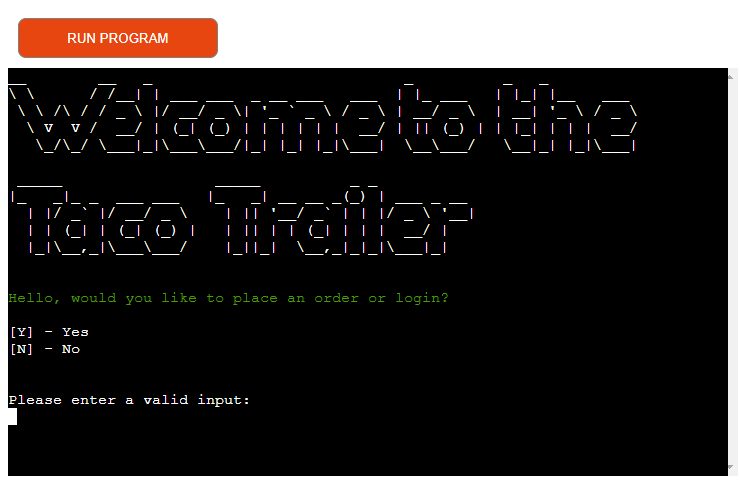 RUN PROGRAM
Welcome to the
Taco Trailer
Hello, would you like to place an order or login?
[Y] - Yes
[N] - No
Please enter a valid input: